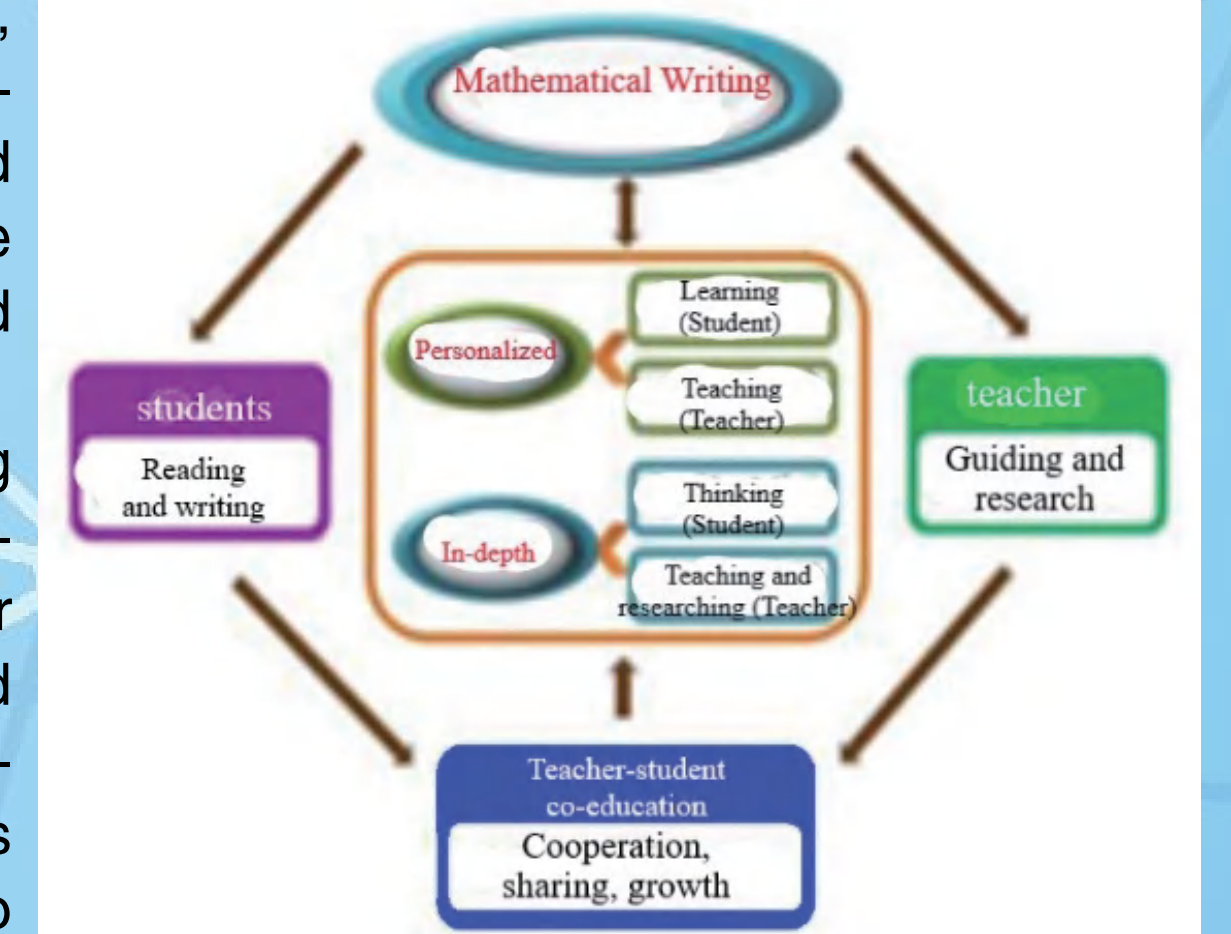 Mathematical Writing
Personalized
Learning
(Student)
Teaching
(Teacher)
students
Reading
and writing
teacher
Guiding and
research
In-depth
Thinking
(Student)
Teaching and
researching (Teacher)
Teacher-student
co-education
Cooperation,
sharing, growth